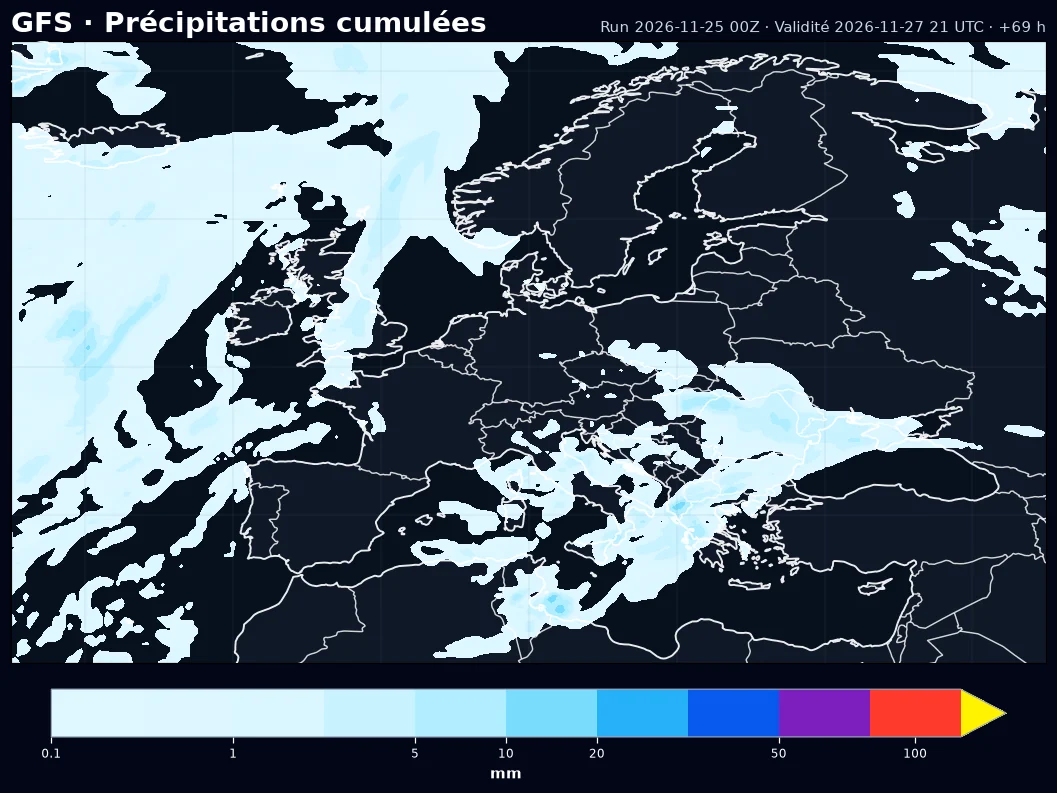 GFS · Précipitations cumulées
Run 2026-11-25 00Z · Validité 2026-11-27 21 UTC · +69 h
0.1 1 5 10 20 50 100
mm